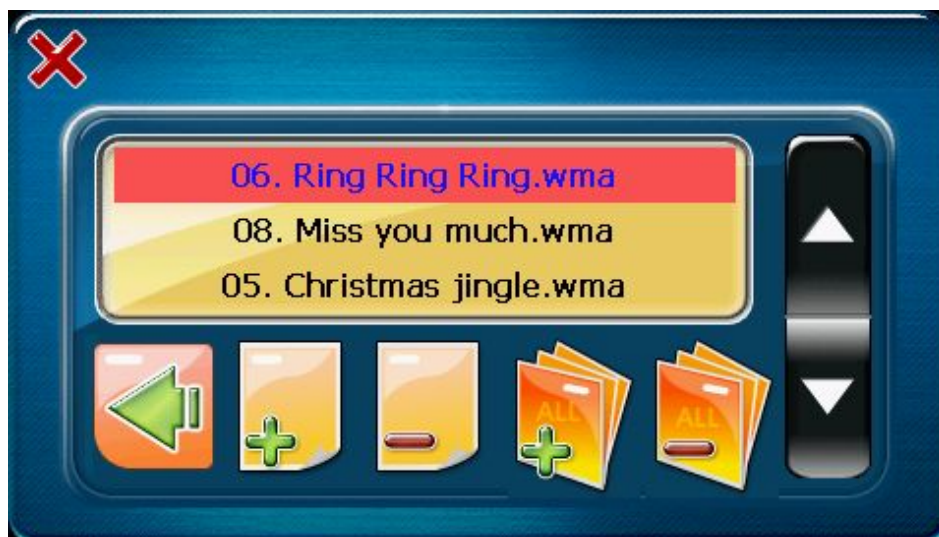 06. Ring Ring Ring.wma
08. Miss you much.wma
05. Christmas jingle.wma
ALL
ALL